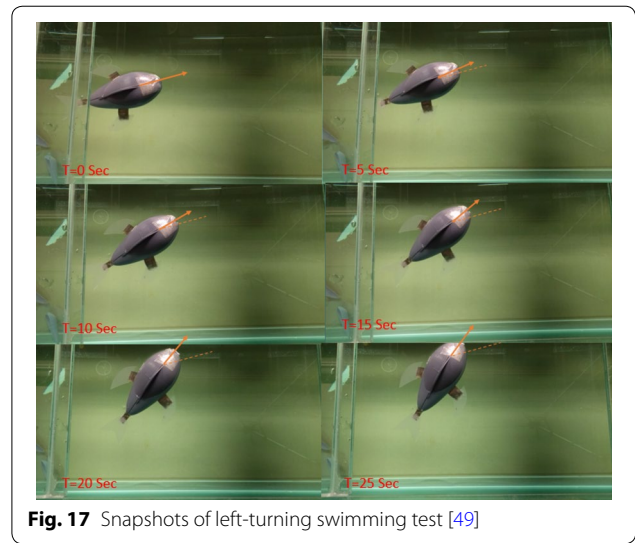 T=0 Sec
T=5 Sec
T=10 Sec
T=15 Sec
T=20 Sec
T=25 Sec
Fig. 17 Snapshots of left-turning swimming test [49]